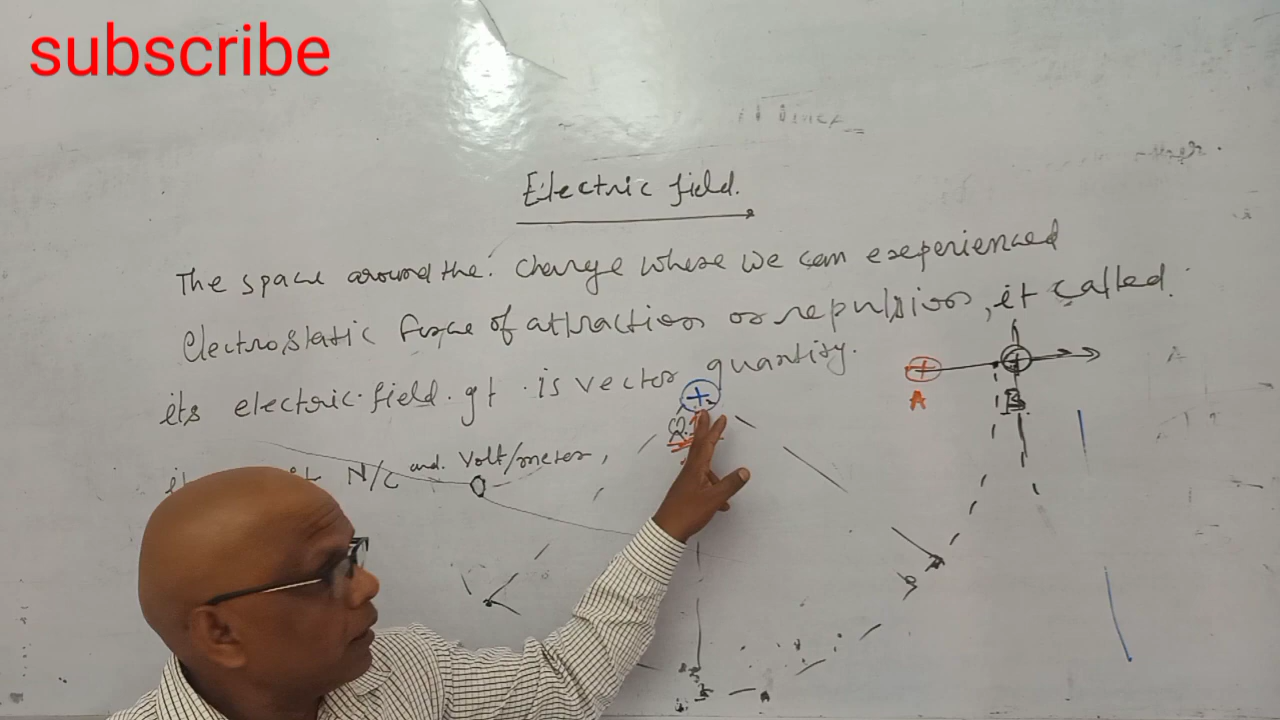 subscribe
Electric field.
The space around the charge where we can exeperienced
electrostatic force of attraction or repulsion, it called.
its electric field. It is vector quantity.
N/C and. Volt/meter,
+
+
+
A
B